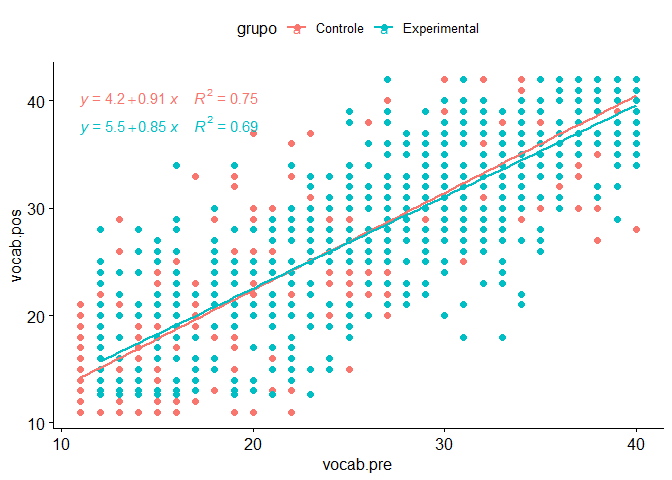 grupo a Controle a Experimental
y = 4.2 + 0.91 x R² = 0.75
y = 5.5 + 0.85 x R² = 0.69
40
30
20
10
vocab.pos
10 20 30 40
vocab.pre